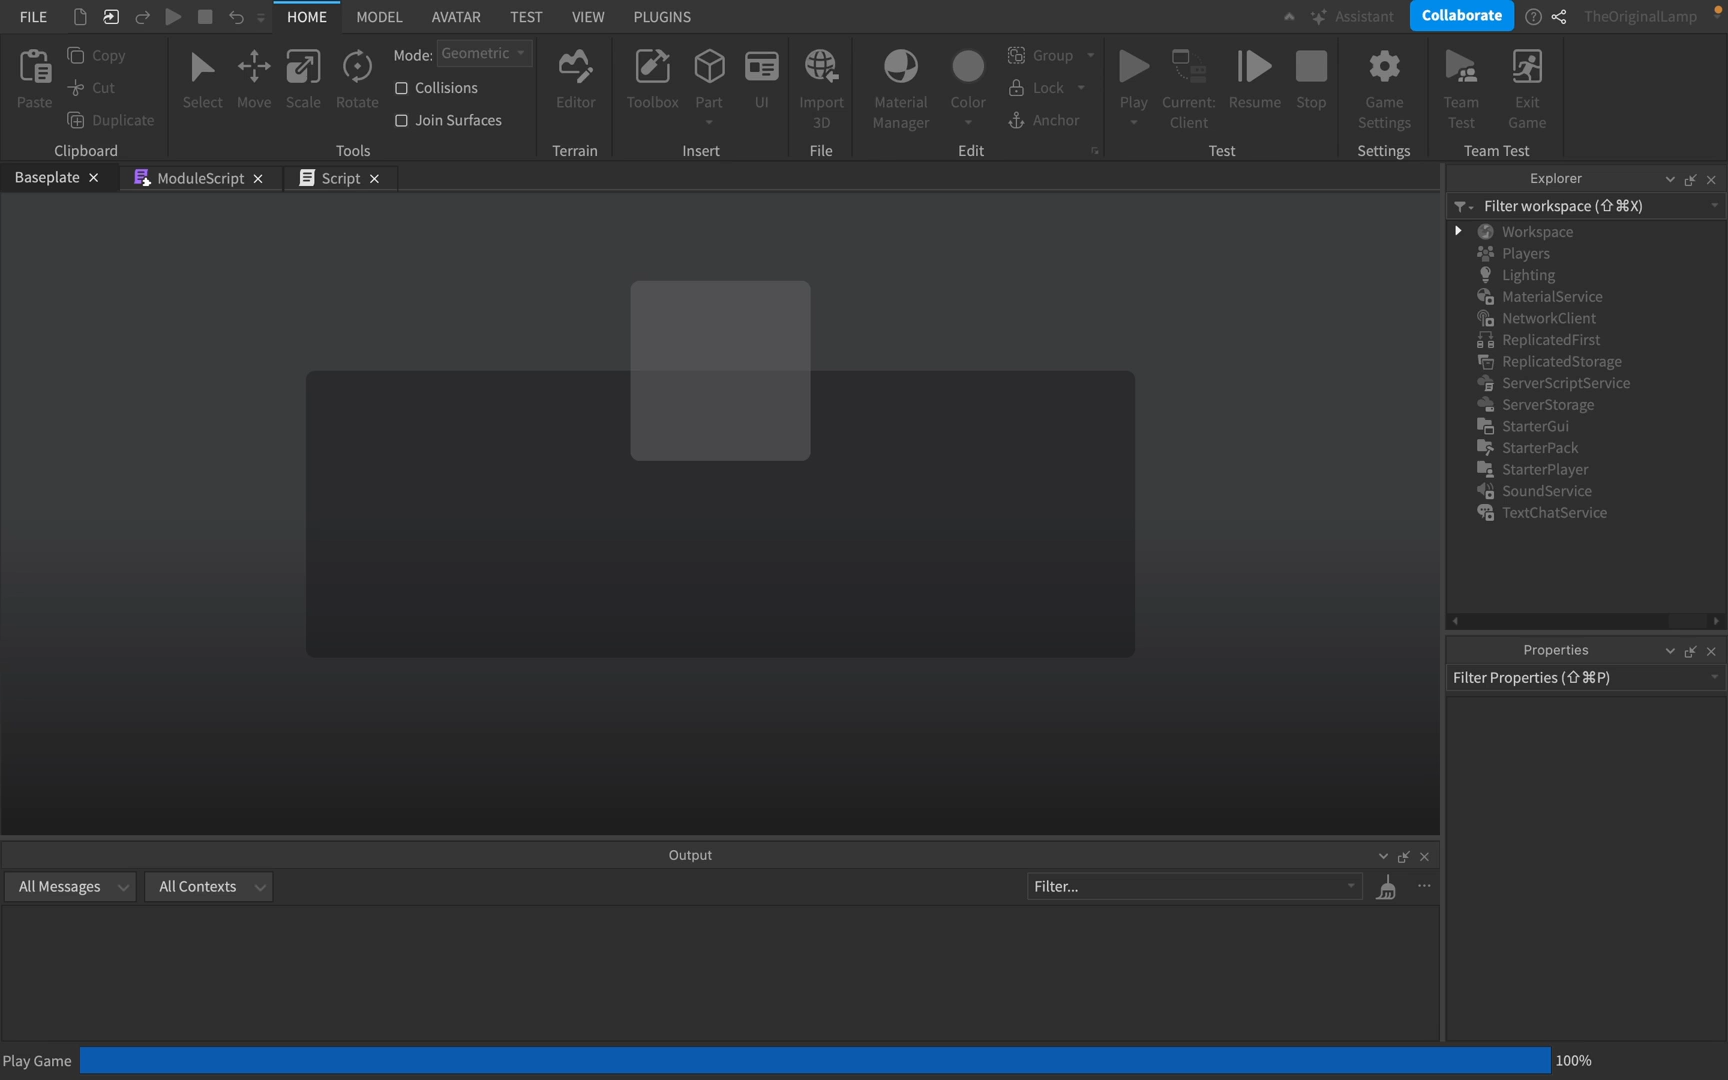 FILE HOME MODEL AVATAR TEST VIEW PLUGINS Assistant Collaborate TheOriginalLamp
Paste
Copy
Cut
Duplicate
Clipboard
Select Move Scale Rotate
Mode: Geometric
Collisions
Join Surfaces
Tools
Editor
Terrain
Toolbox Part UI
Insert
Import
3D
File
Material
Manager
Color
Group
Lock
Anchor
Edit
Play
Current:
Client
Resume Stop
Test
Game
Settings
Settings
Team
Test
Exit
Game
Team Test
Baseplate ModuleScript Script
Explorer
Filter workspace (⇧⌘X)
Workspace
Players
Lighting
MaterialService
NetworkClient
ReplicatedFirst
ReplicatedStorage
ServerScriptService
ServerStorage
StarterGui
StarterPack
StarterPlayer
SoundService
TextChatService
Properties
Filter Properties (⇧⌘P)
Output
All Messages All Contexts Filter...
Play Game 100%